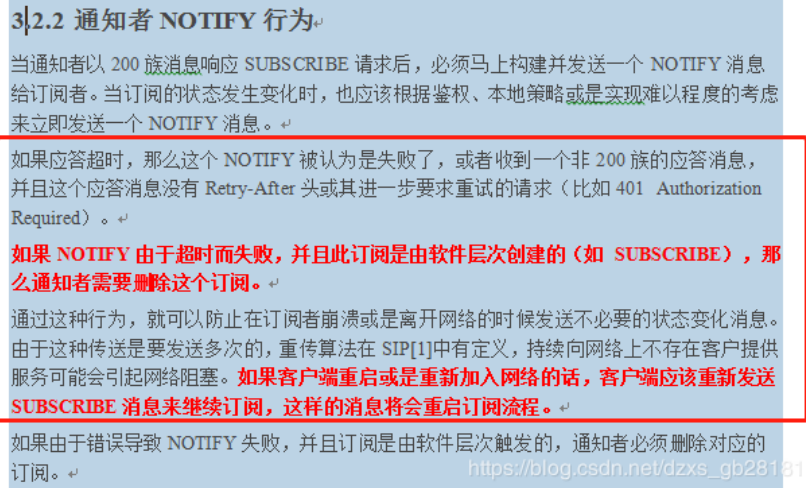 3.2.2 通知者 NOTIFY 行为
当通知者以 200 族消息响应 SUBSCRIBE 请求后，必须马上构建并发送一个 NOTIFY 消息
给订阅者。当订阅的状态发生变化时，也应该根据鉴权、本地策略或是实现难以程度的考虑
来立即发送一个 NOTIFY 消息。
如果应答超时，那么这个 NOTIFY 被认为是失败了，或者收到一个非 200 族的应答消息，
并且这个应答消息没有 Retry-After 头或其进一步要求重试的请求（比如 401 Authorization
Required）。
如果 NOTIFY 由于超时而失败，并且此订阅是由软件层次创建的（如 SUBSCRIBE），那
么通知者需要删除这个订阅。
通过这种行为，就可以防止在订阅者崩溃或是离开网络的时候发送不必要的状态变化消息。
由于这种传送是要发送多次的，重传算法在 SIP[1]中有定义，持续向网络上不存在客户提供
服务可能会引起网络阻塞。如果客户端重启或是重新加入网络的话，客户端应该重新发送
SUBSCRIBE 消息来继续订阅，这样的消息将会重启订阅流程。
如果由于错误导致 NOTIFY 失败，并且订阅是由软件层次触发的，通知者必须删除对应的
订阅。
https://blog.csdn.net/dzxs_gb28181